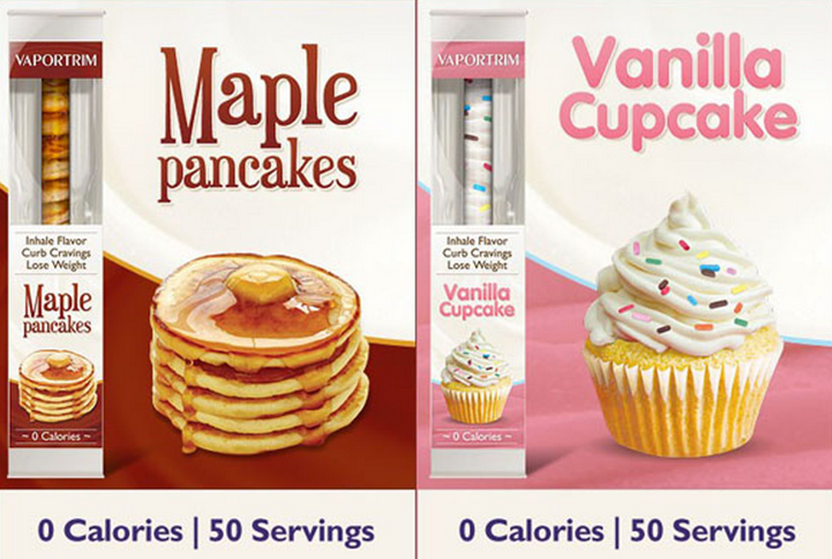 VAPORTRIM
Maple
pancakes
Inhale Flavor
Curb Cravings
Lose Weight
Maple
pancakes
~ 0 Calories ~
0 Calories | 50 Servings
VAPORTRIM
Vanilla
Cupcake
Inhale Flavor
Curb Cravings
Lose Weight
Vanilla
Cupcake
~ 0 Calories ~
0 Calories | 50 Servings